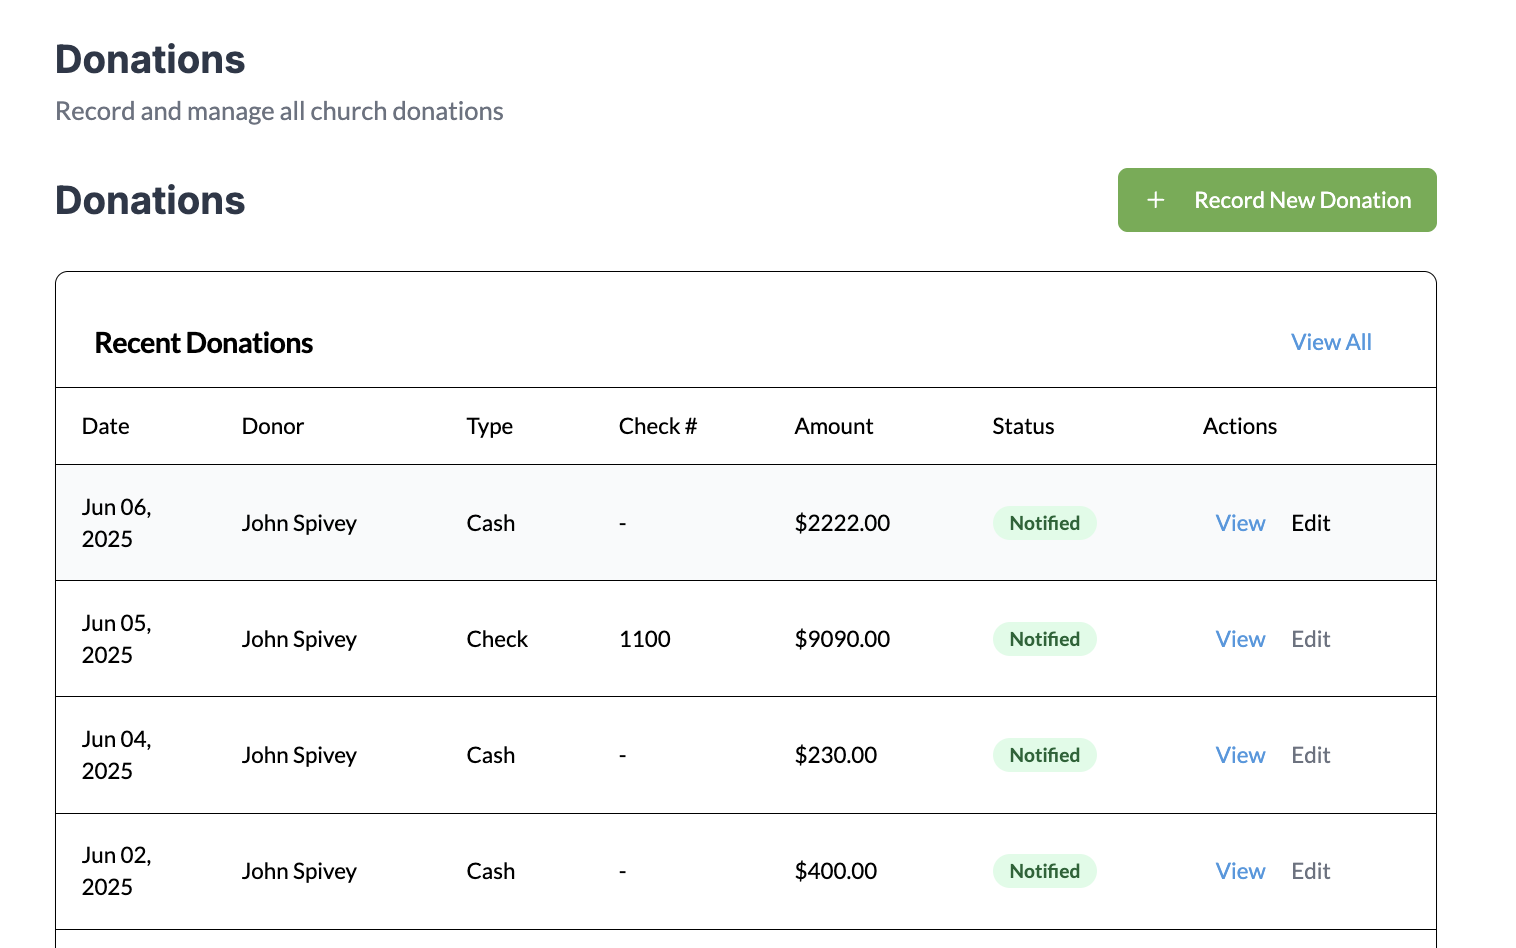 Donations
Record and manage all church donations
Donations
+ Record New Donation
Recent Donations
View All
Date Donor Type Check # Amount Status Actions
Jun 06,
2025
John Spivey Cash - $2222.00 Notified View Edit
Jun 05,
2025
John Spivey Check 1100 $9090.00 Notified View Edit
Jun 04,
2025
John Spivey Cash - $230.00 Notified View Edit
Jun 02,
2025
John Spivey Cash - $400.00 Notified View Edit